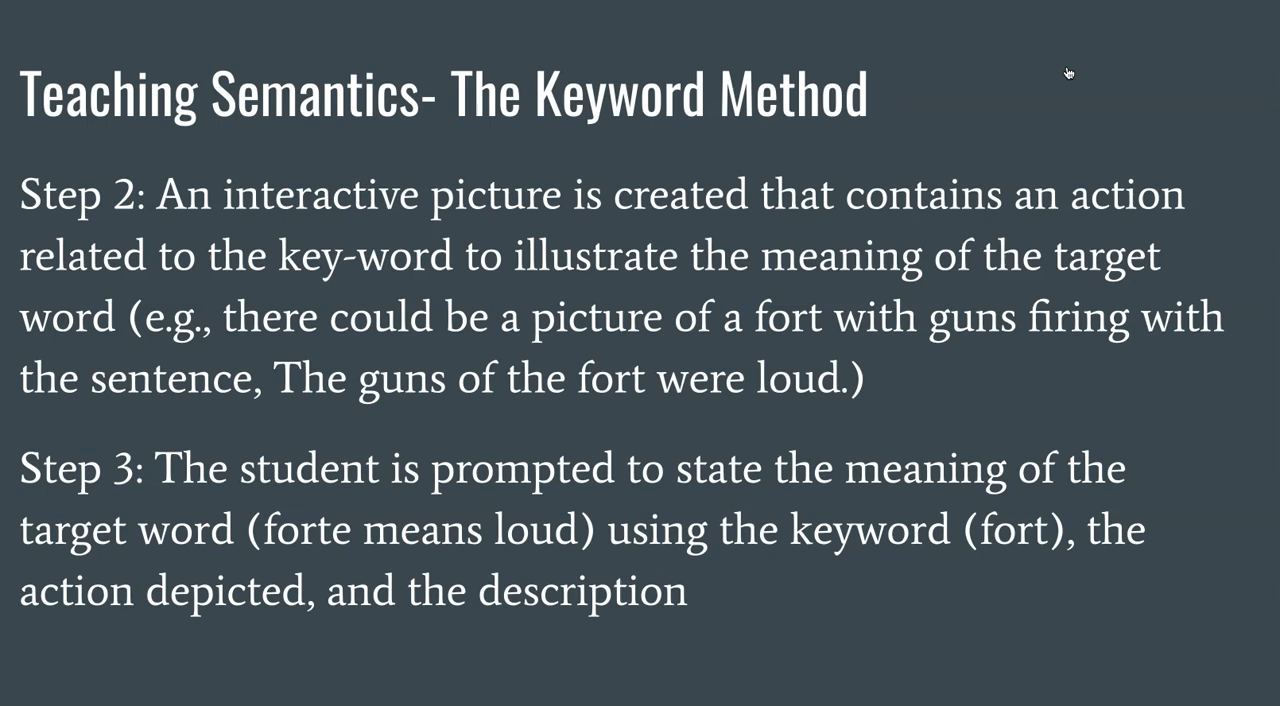 Teaching Semantics- The Keyword Method
Step 2: An interactive picture is created that contains an action
related to the key-word to illustrate the meaning of the target
word (e.g., there could be a picture of a fort with guns firing with
the sentence, The guns of the fort were loud.)
Step 3: The student is prompted to state the meaning of the
target word (forte means loud) using the keyword (fort), the
action depicted, and the description